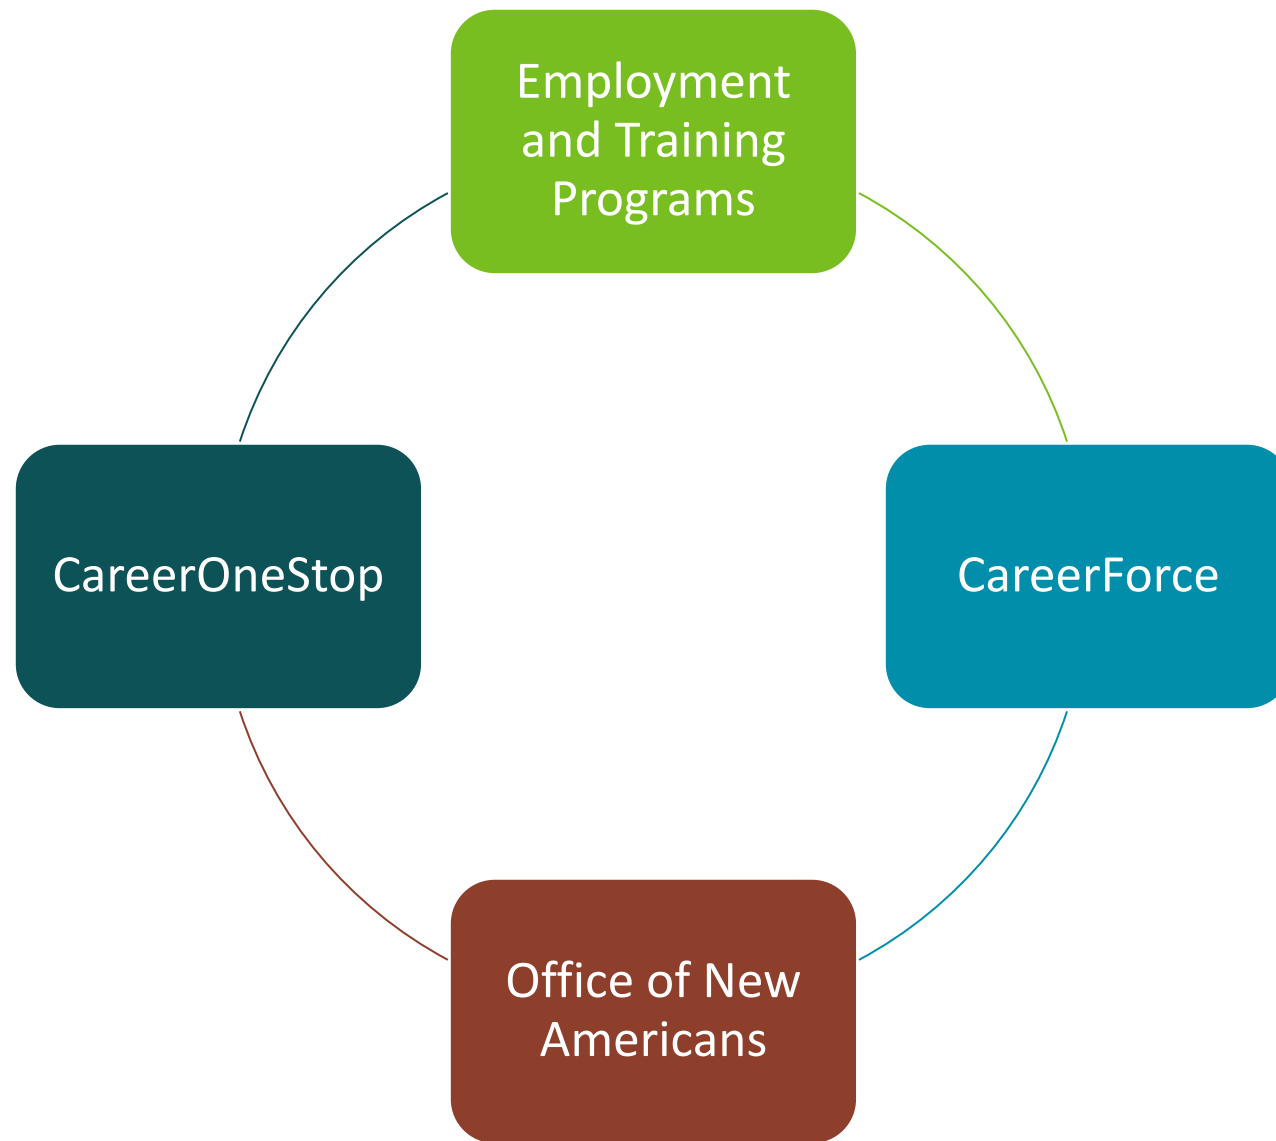 Employment
and Training
Programs
CareerOneStop
CareerForce
Office of New
Americans